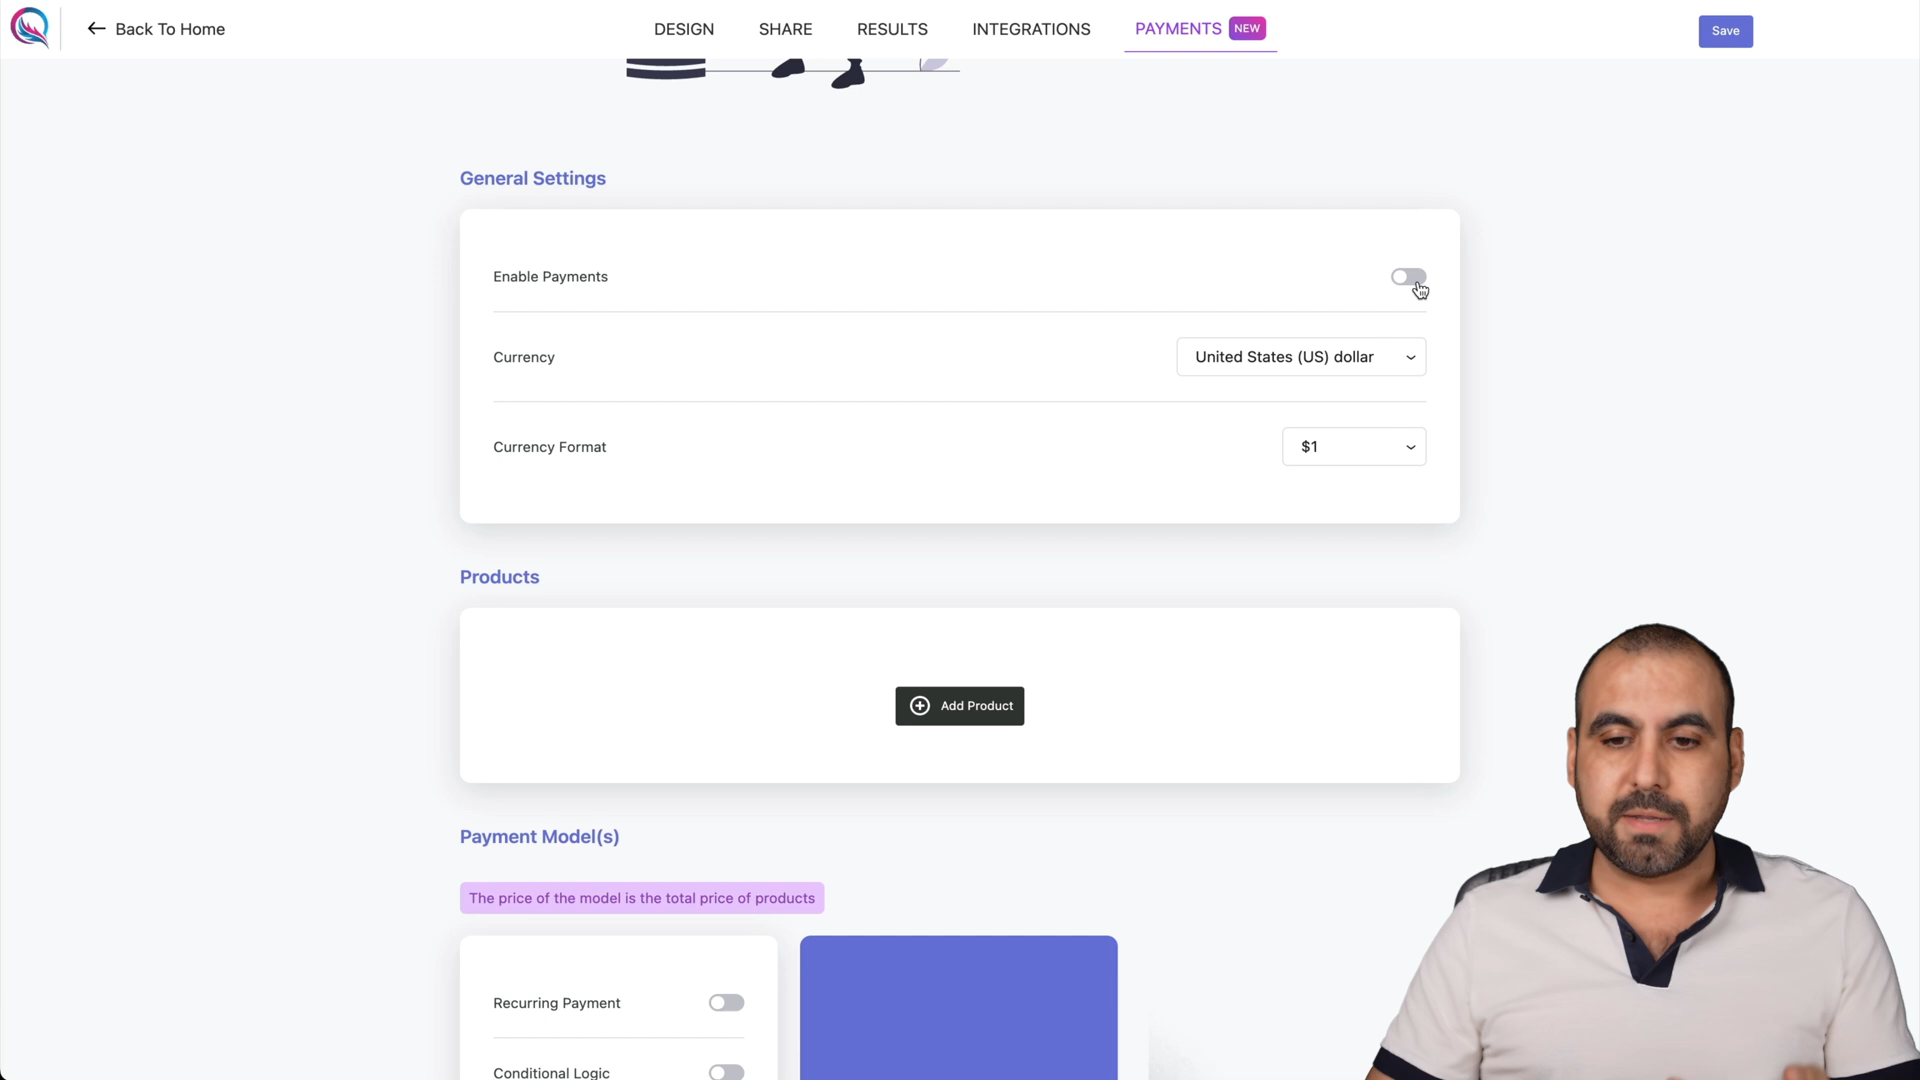 Back To Home
DESIGN
SHARE
RESULTS
INTEGRATIONS
PAYMENTS NEW
Save
General Settings
Enable Payments
Currency
United States (US) dollar
Currency Format
$1
Products
Add Product
Payment Model(s)
The price of the model is the total price of products
Recurring Payment
Conditional Logic